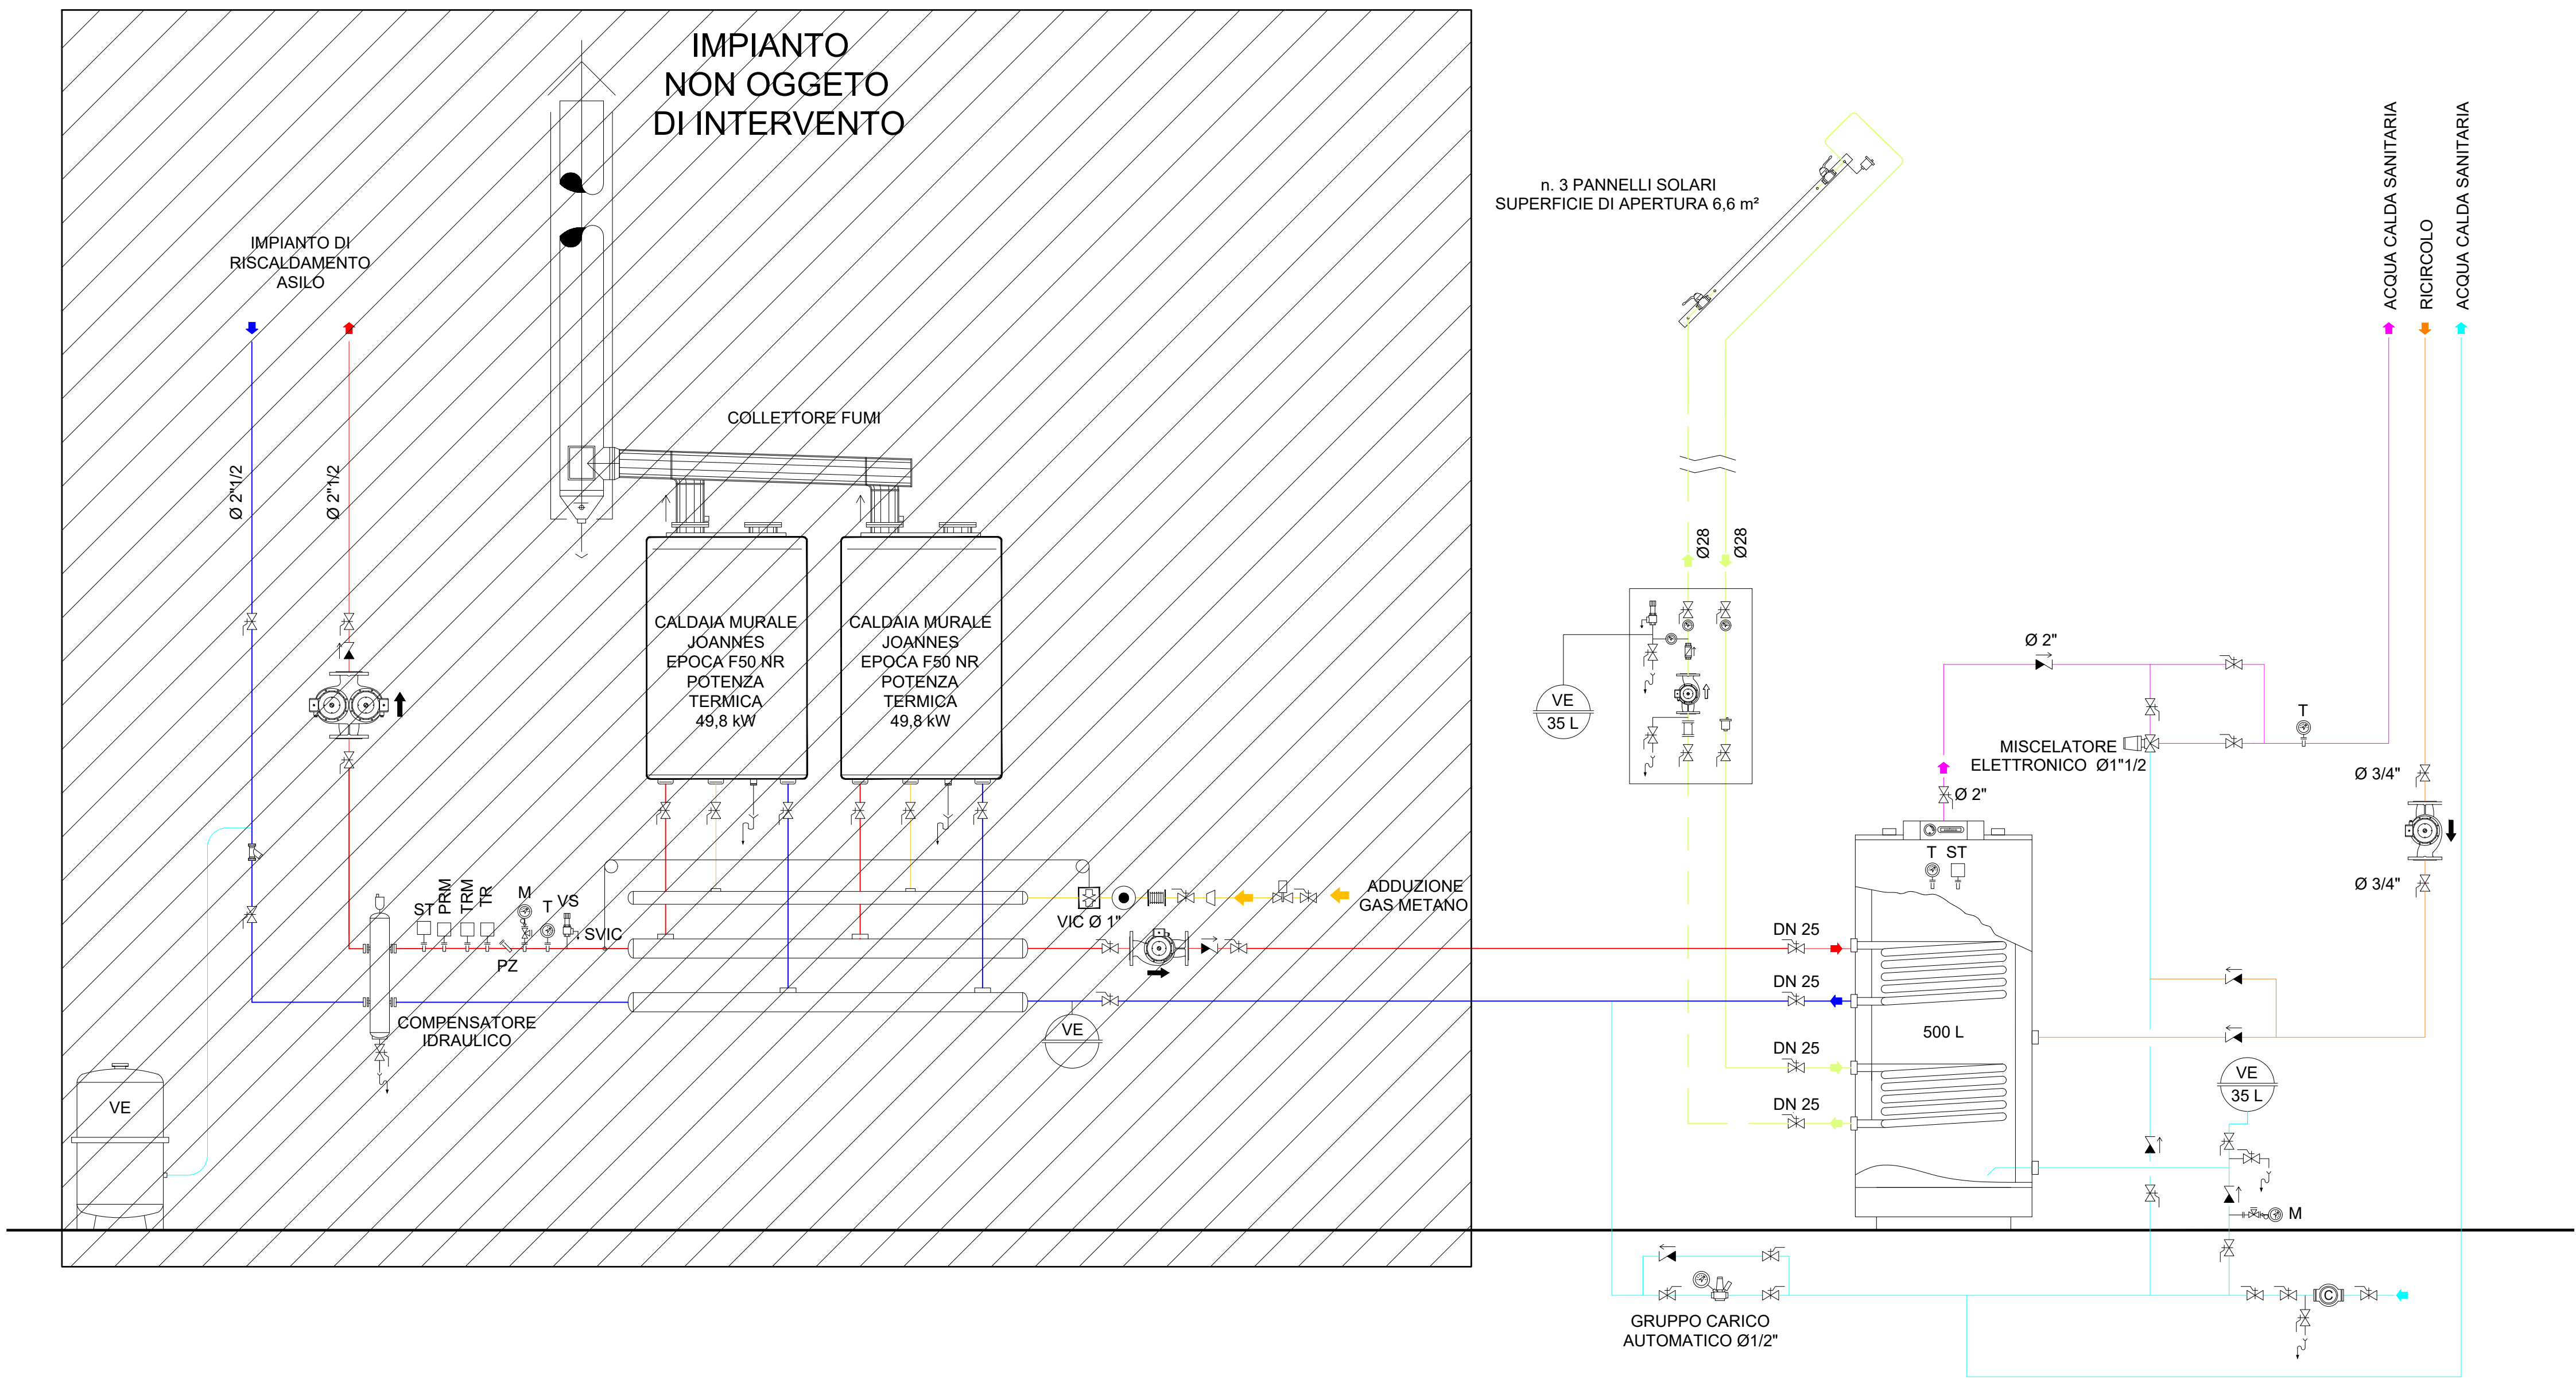 IMPIANTO
NON OGGETO
DI INTERVENTO
IMPIANTO DI
RISCALDAMENTO
ASILO
Ø 2"1/2
Ø 2"1/2
COLLETTORE FUMI
CALDAIA MURALE
JOANNES
EPOCA F50 NR
POTENZA
TERMICA
49,8 kW
CALDAIA MURALE
JOANNES
EPOCA F50 NR
POTENZA
TERMICA
49,8 kW
ST
PRM
TRM
TR
M
T
VS
SVIC
PZ
COMPENSATORE
IDRAULICO
VE
VIC Ø 1"
ADDUZIONE
GAS METANO
VE
n. 3 PANNELLI SOLARI
SUPERFICIE DI APERTURA 6,6 m²
Ø28
Ø28
VE
35 L
DN 25
DN 25
DN 25
DN 25
T
ST
500 L
Ø 2"
Ø 2"
MISCELATORE
ELETTRONICO Ø1"1/2
T
ACQUA CALDA SANITARIA
RICIRCOLO
ACQUA CALDA SANITARIA
Ø 3/4"
Ø 3/4"
VE
35 L
M
C
GRUPPO CARICO
AUTOMATICO Ø1/2"